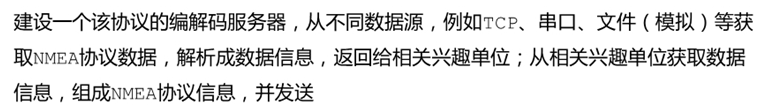 建设一个该协议的编解码服务器，从不同数据源，例如TCP、串口、文件（模拟）等获
取NMEA协议数据，解析成数据信息，返回给相关兴趣单位；从相关兴趣单位获取数据
信息，组成NMEA协议信息，并发送